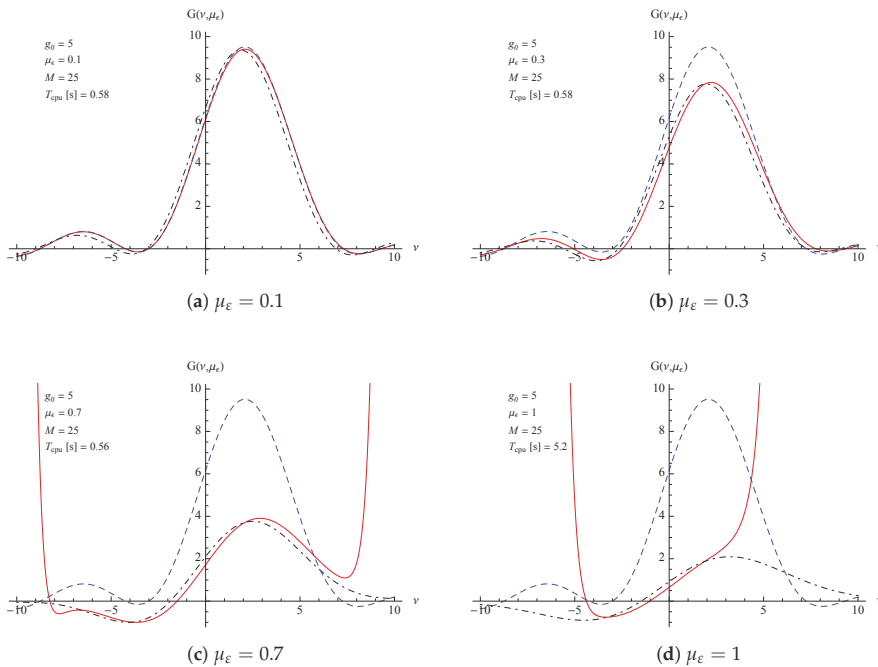 G(ν,με)
g0 = 5
με = 0.1
M = 25
Tcpu [s] = 0.58
10
8
6
4
2
−10
−5
5
10
ν
(a) με = 0.1
G(ν,με)
g0 = 5
με = 0.3
M = 25
Tcpu [s] = 0.58
10
8
6
4
2
−10
−5
5
10
(b) με = 0.3
G(ν,με)
g0 = 5
με = 0.7
M = 25
Tcpu [s] = 0.56
10
8
6
4
2
−10
−5
5
10
ν
(c) με = 0.7
G(ν,με)
g0 = 5
με = 1
M = 25
Tcpu [s] = 5.2
10
8
6
4
2
−10
−5
5
10
(d) με = 1